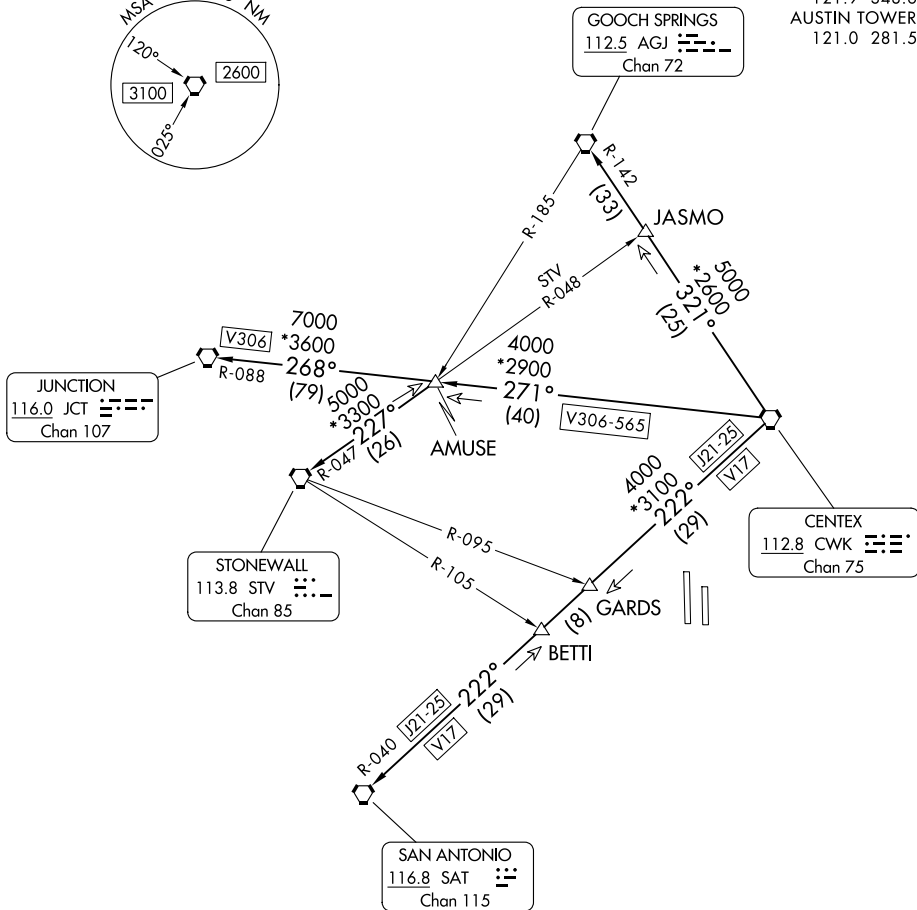 MSA
NM
120°
3100
2600
025°
GOOCH SPRINGS
112.5 AGJ
Chan 72
AUSTIN TOWER
121.0 281.5
R-142
(33)
R-185
JASMO
STV
R-048
5000
*2600
321°
(25)
V306
7000
*3600
268°
(79)
R-088
4000
*2900
271°
(40)
V306-565
JUNCTION
116.0 JCT
Chan 107
5000
*3300
227°
(26)
R-047
AMUSE
J21-25
V17
4000
*3100
222°
(29)
CENTEX
112.8 CWK
Chan 75
STONEWALL
113.8 STV
Chan 85
R-095
R-105
GARDS
(8)
BETTI
222°
(29)
J21-25
V17
R-040
SAN ANTONIO
116.8 SAT
Chan 115